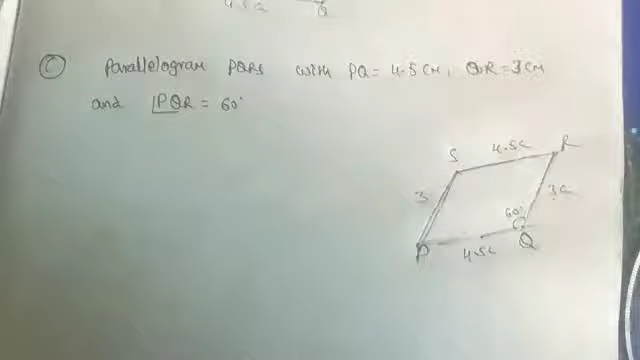 Q
© Parallelogram PQRS with PQ = 4.5 CM, QR = 3 CM
and ∠PQR = 60°
S 4.5c R
3 60° 3c
P 4.5c Q